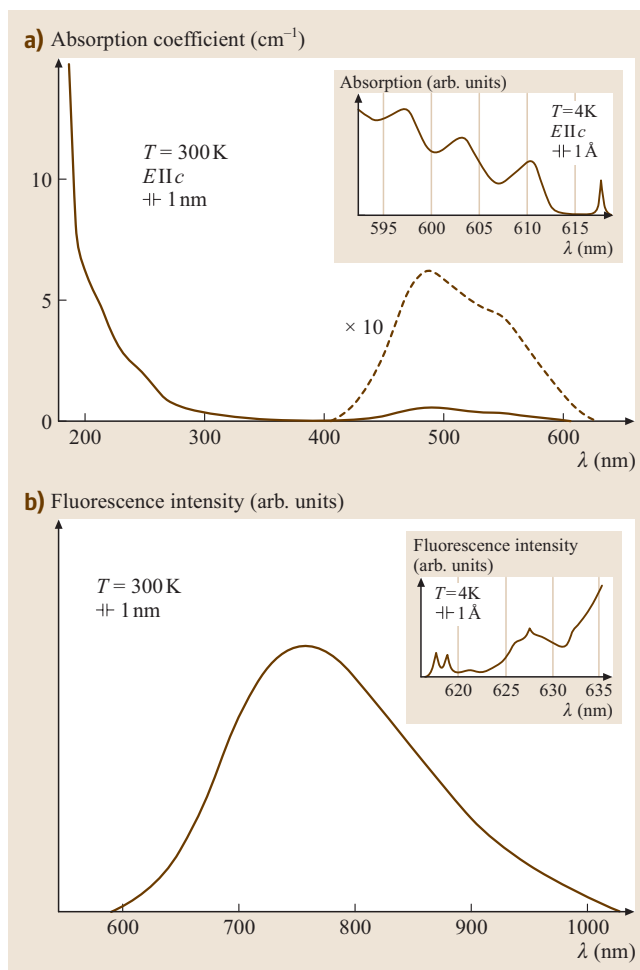 a) Absorption coefficient (cm⁻¹)
Absorption (arb. units)
T = 4K
E II c
⊣⊢ 1 Å
595 600 605 610 615
λ (nm)
T = 300 K
E II c
⊣⊢ 1 nm
10
5
0
× 10
200 300 400 500 600
λ (nm)
b) Fluorescence intensity (arb. units)
Fluorescence intensity
(arb. units)
T = 4K
⊣⊢ 1 Å
620 625 630 635
λ (nm)
T = 300 K
⊣⊢ 1 nm
600 700 800 900 1000
λ (nm)